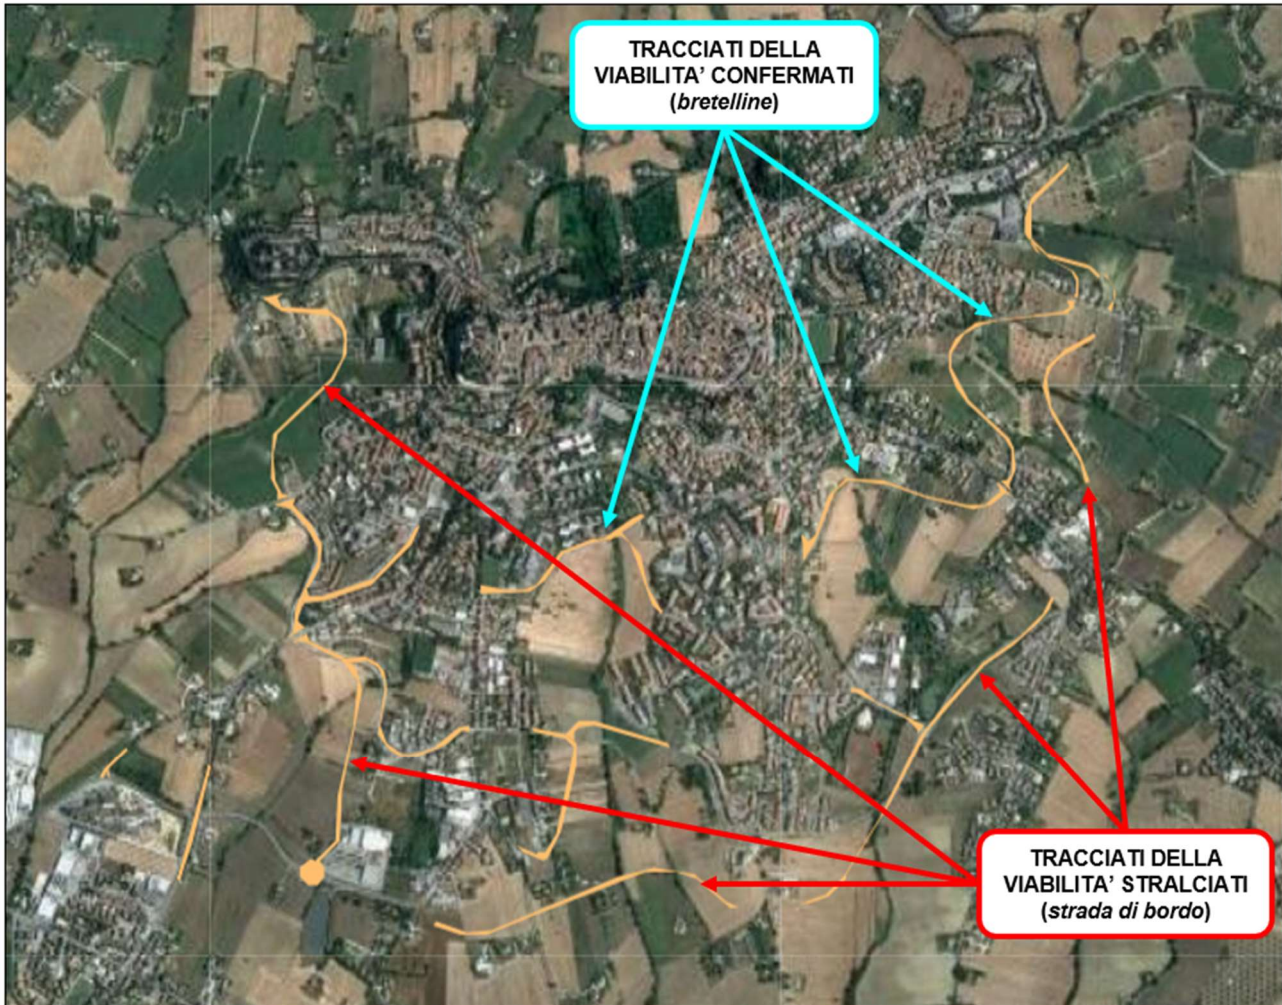 TRACCIATI DELLA
VIABILITA’ CONFERMATI
(bretelline)
TRACCIATI DELLA
VIABILITA’ STRALCIATI
(strada di bordo)